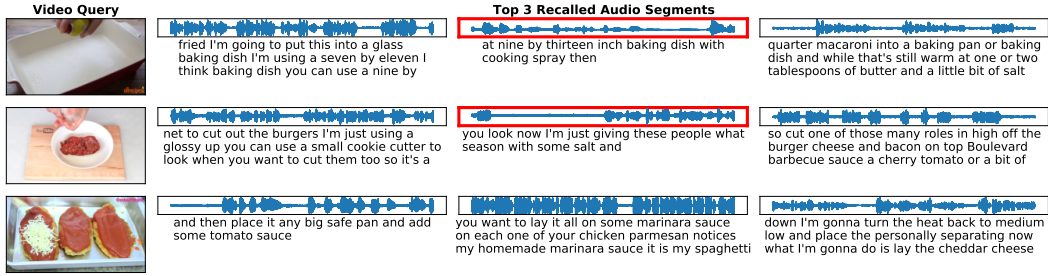 Video Query
Top 3 Recalled Audio Segments
fried I'm going to put this into a glass
baking dish I'm using a seven by eleven I
think baking dish you can use a nine by
at nine by thirteen inch baking dish with
cooking spray then
quarter macaroni into a baking pan or baking
dish and while that's still warm at one or two
tablespoons of butter and a little bit of salt
net to cut out the burgers I'm just using a
glossy up you can use a small cookie cutter to
look when you want to cut them too so it's a
you look now I'm just giving these people what
season with some salt and
so cut one of those many roles in high off the
burger cheese and bacon on top Boulevard
barbecue sauce a cherry tomato or a bit of
and then place it any big safe pan and add
some tomato sauce
you want to lay it all on some marinara sauce
on each one of your chicken parmesan notices
my homemade marinara sauce it is my spaghetti
down I'm gonna turn the heat back to medium
low and place the personally separating now
what I'm gonna do is lay the cheddar cheese